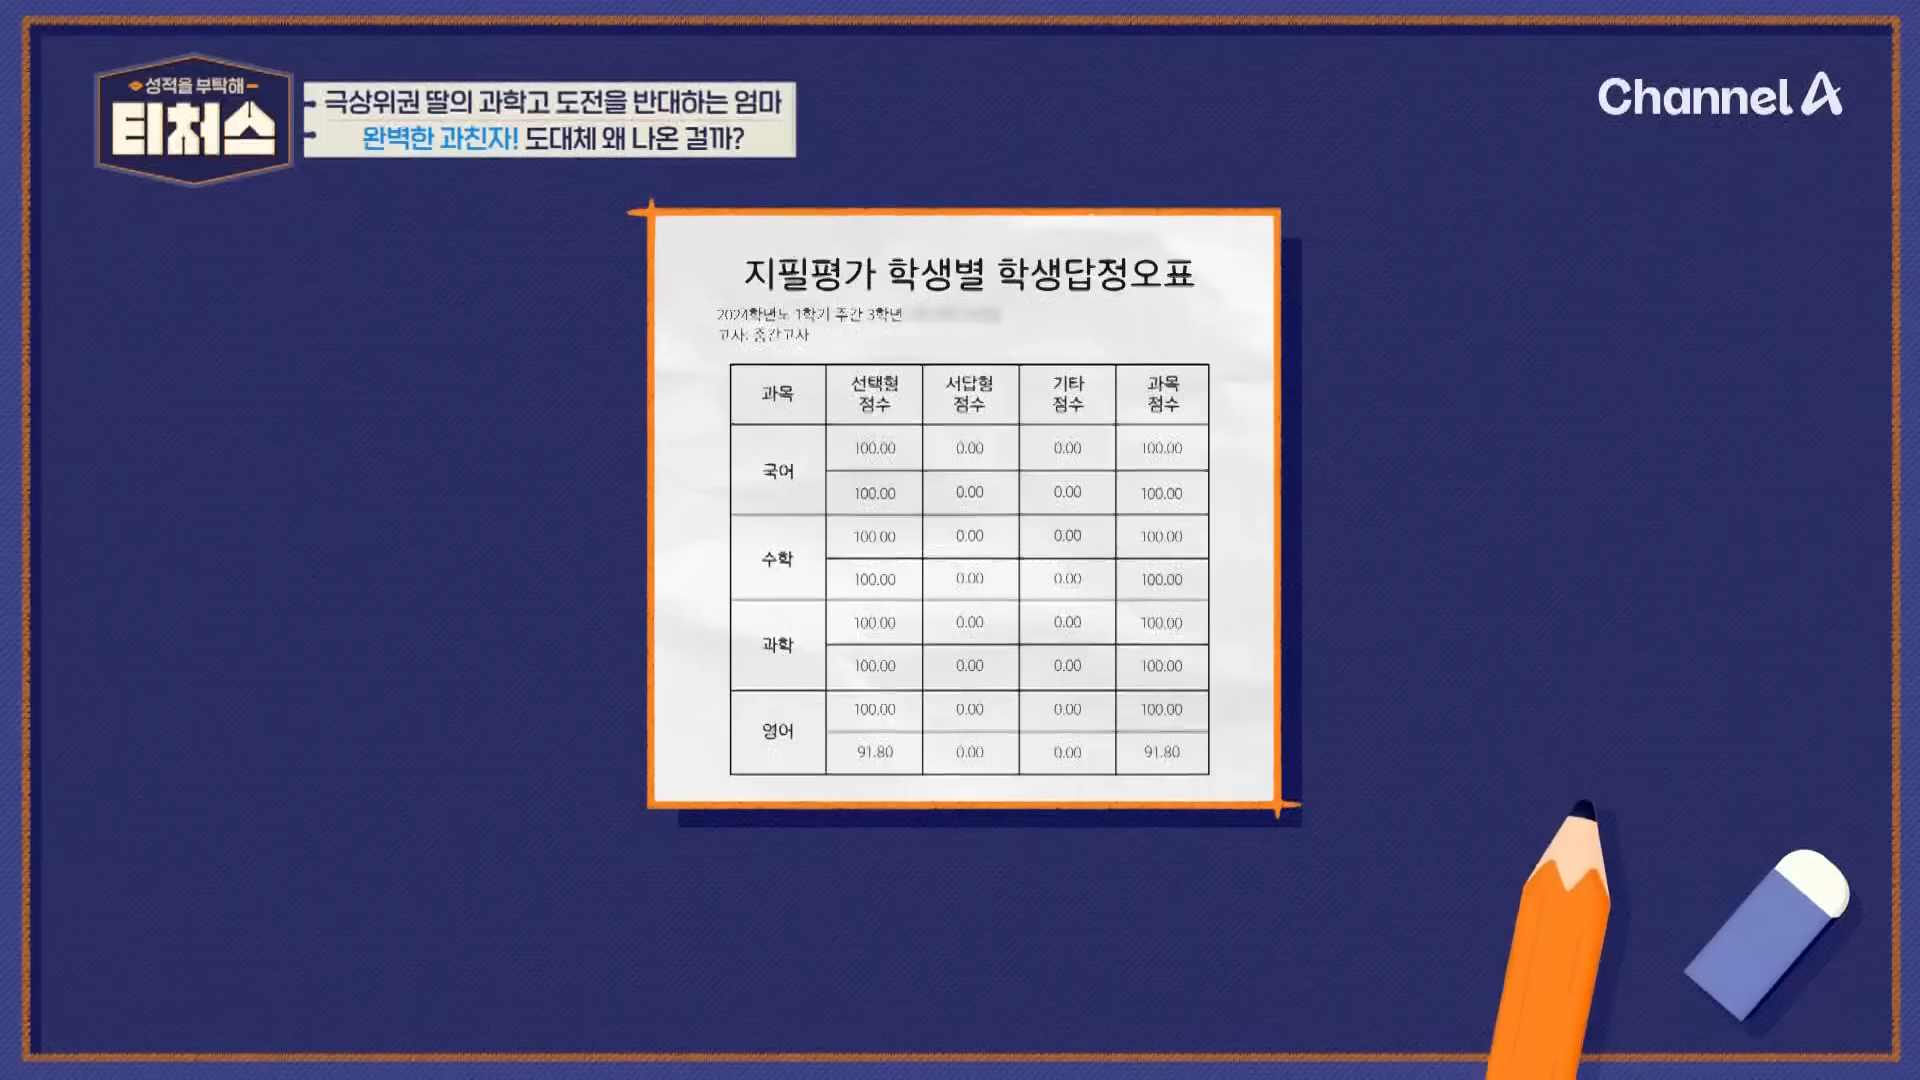 성적을 부탁해
티처스
극상위권 딸의 과학고 도전을 반대하는 엄마
완벽한 과친자! 도대체 왜 나온 걸까?
Channel A
지필평가 학생별 학생답정오표
2024학년도 1학기 주간 3학년
고사: 중간고사
과목 선택형 점수 서답형 점수 기타 점수 과목 점수
국어 100.00 0.00 0.00 100.00
100.00 0.00 0.00 100.00
수학 100.00 0.00 0.00 100.00
100.00 0.00 0.00 100.00
과학 100.00 0.00 0.00 100.00
100.00 0.00 0.00 100.00
영어 100.00 0.00 0.00 100.00
91.80 0.00 0.00 91.80